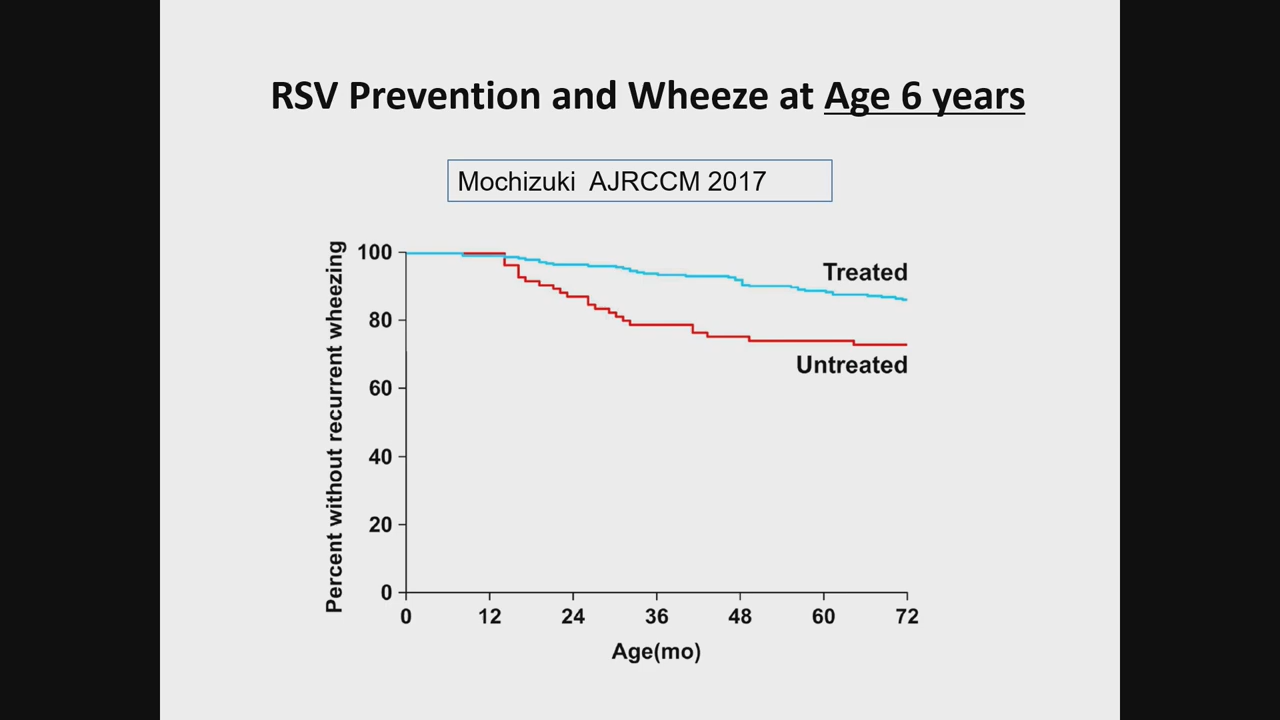 RSV Prevention and Wheeze at Age 6 years
Mochizuki AJRCCM 2017
Percent without recurrent wheezing
100
80
60
40
20
0
Treated
Untreated
0 12 24 36 48 60 72
Age(mo)